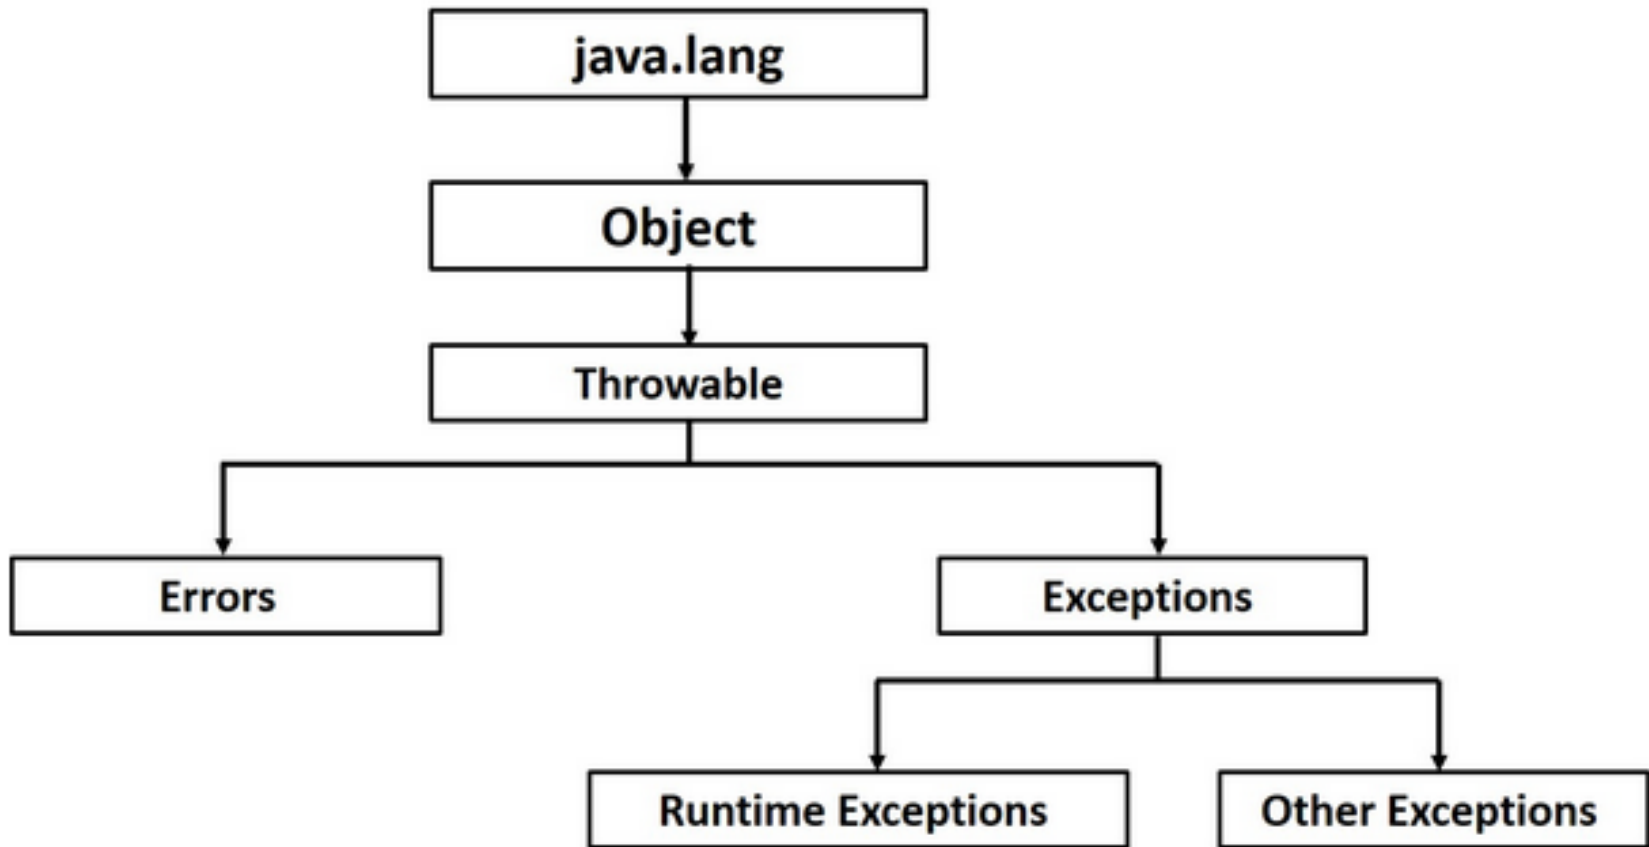 java.lang
Object
Throwable
Errors
Exceptions
Runtime Exceptions
Other Exceptions